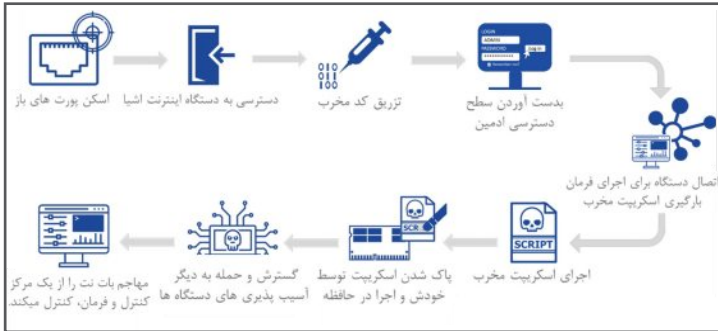 اسکن پورت های باز
دسترسی به دستگاه اینترنت اشیا
تزریق کد مخرب
LOGIN
ADMIN
PASSWORD
**********
Log In
بدست آوردن سطح
دسترسی ادمین
اتصال دستگاه برای اجرای فرمان
بارگیری اسکریپت مخرب
SCRIPT
اجرای اسکریپت مخرب
SCR
پاک شدن اسکریپت توسط
خودش و اجرا در حافظه
گسترش و حمله به دیگر
آسیب پذیری های دستگاه ها
مهاجم بات نت را از یک مرکز
کنترل و فرمان، کنترل میکند.